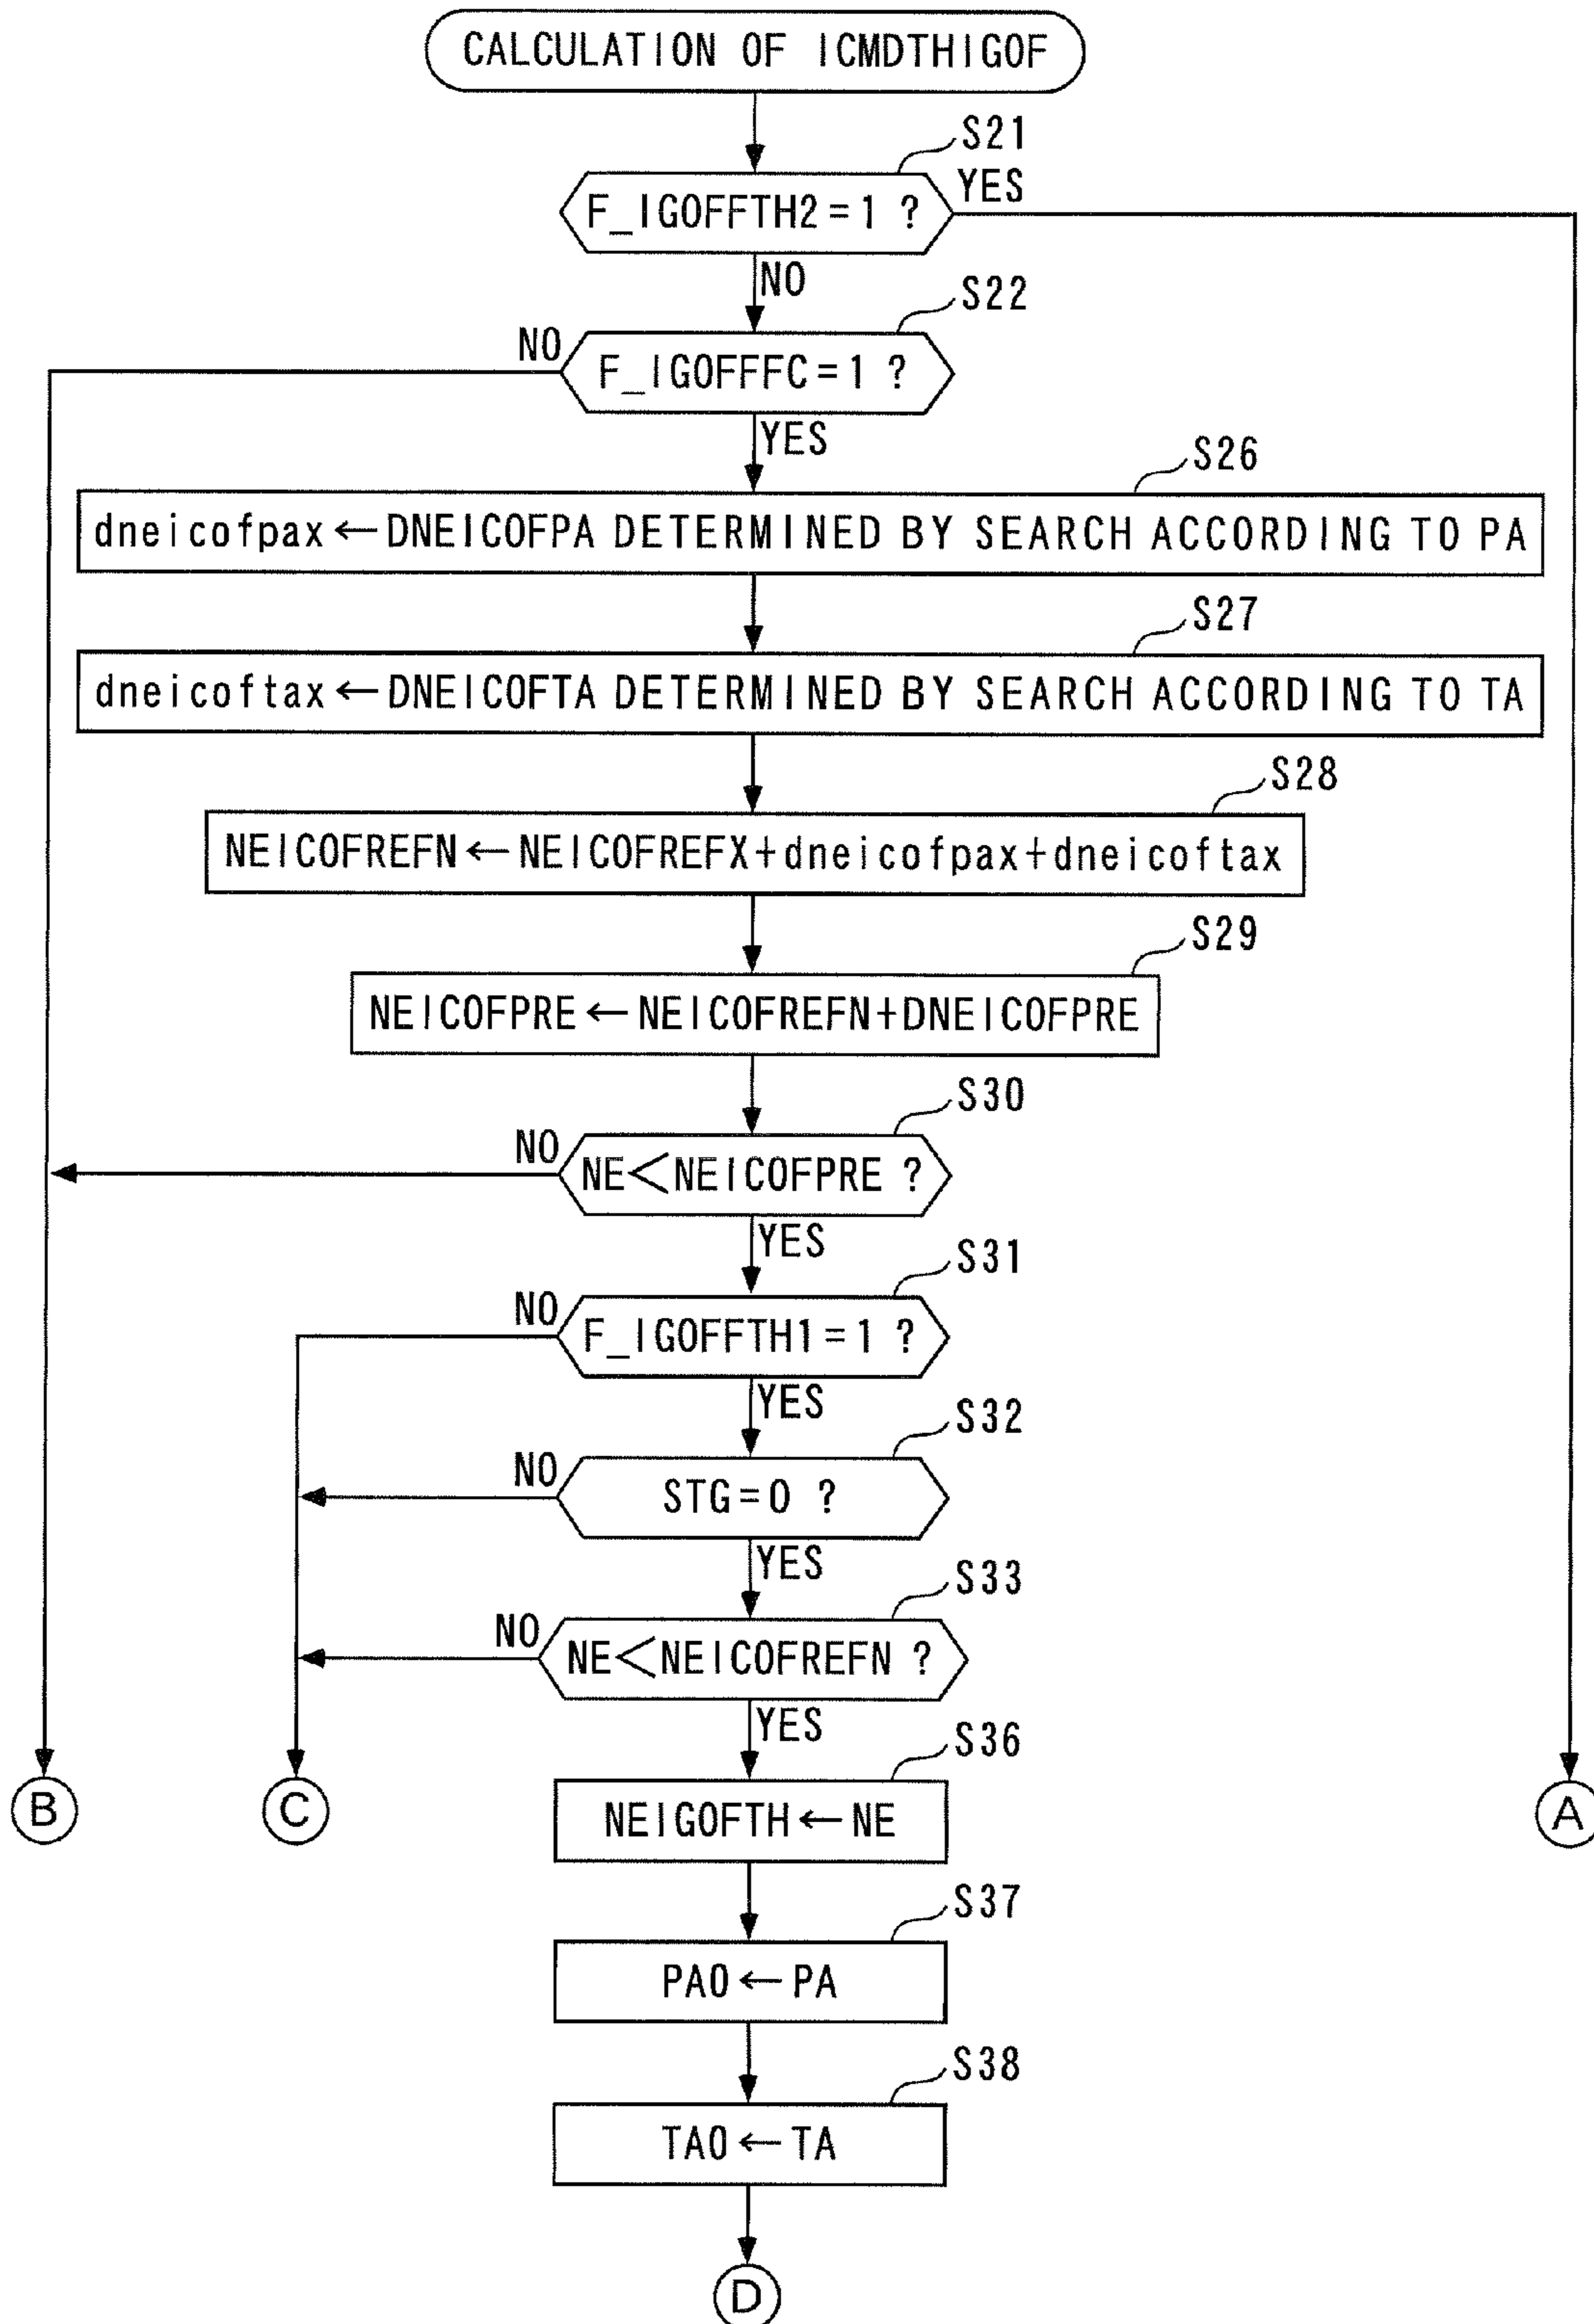 CALCULATION OF ICMDTHIGOF
S21
F_IGOFFTH2=1 ?
YES
NO
S22
NO
F_IGOFFFC=1 ?
YES
S26
dneicofpax←DNEICOFPA DETERMINED BY SEARCH ACCORDING TO PA
S27
dneicoftax←DNEICOFTA DETERMINED BY SEARCH ACCORDING TO TA
S28
NEICOFREFN←NEICOFREFX+dneicofpax+dneicoftax
S29
NEICOFPRE←NEICOFREFN+DNEICOFPRE
S30
NO
NE<NEICOFPRE ?
YES
S31
NO
F_IGOFFTH1=1 ?
YES
S32
NO
STG=0 ?
YES
S33
NO
NE<NEICOFREFN ?
YES
S36
B
C
NEIGOFTH←NE
A
S37
PA0←PA
S38
TA0←TA
D